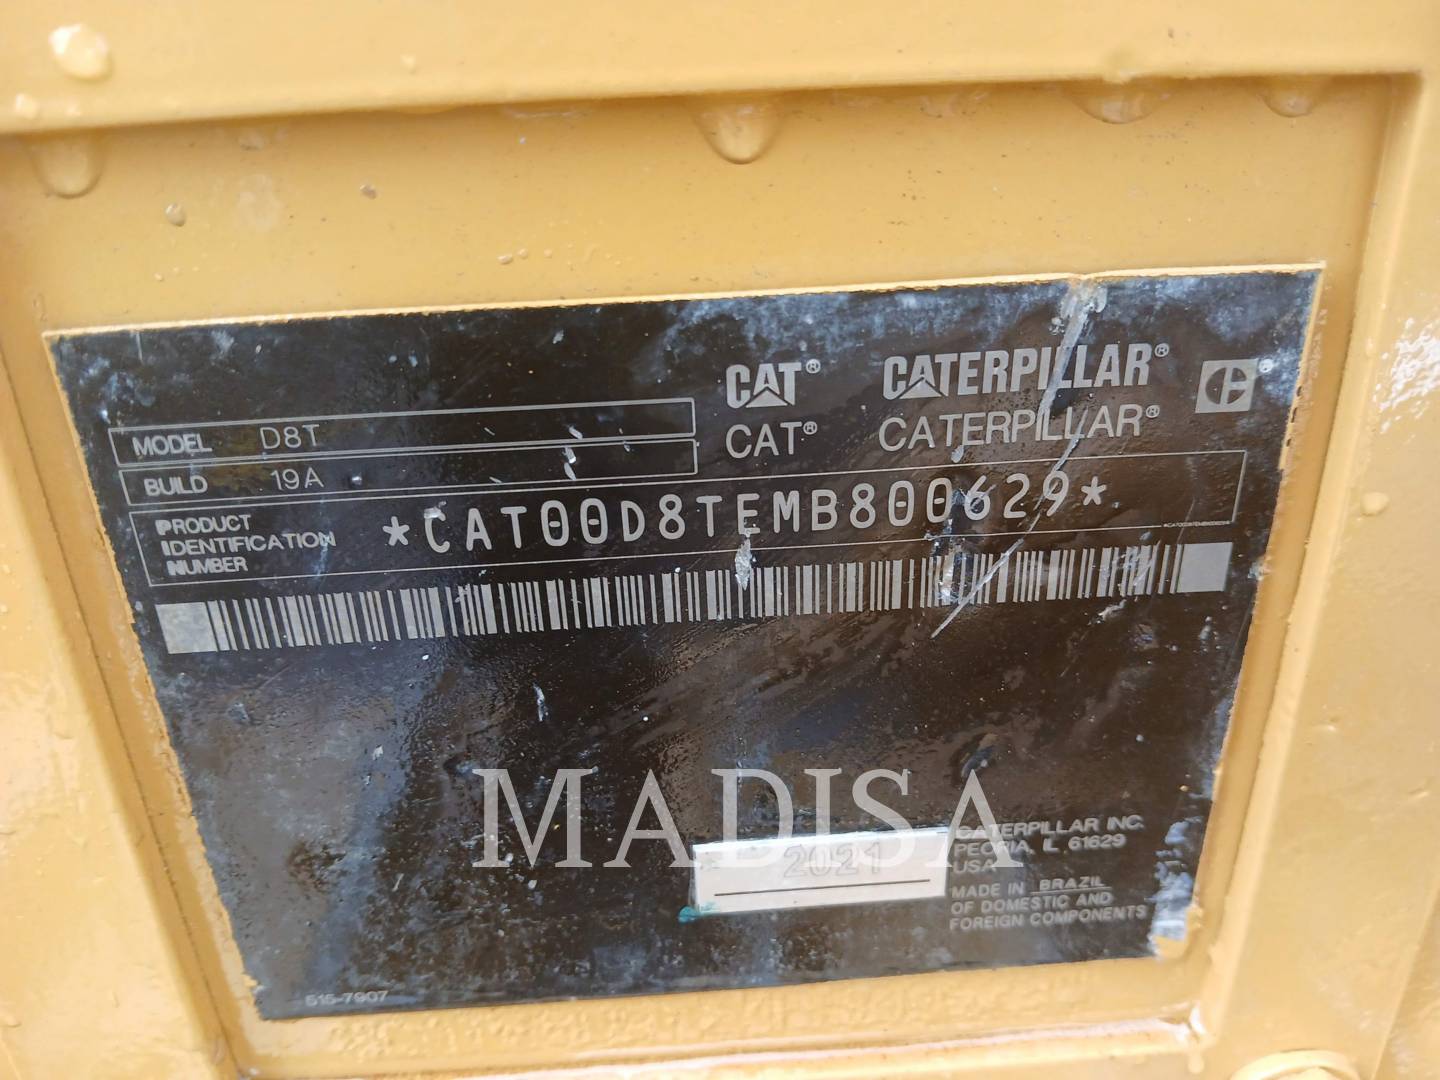 CAT® CATERPILLAR®
CAT® CATERPILLAR®
MODEL D8T
BUILD 19A
PRODUCT IDENTIFICATION NUMBER
*CAT00D8TEMB800629*
MADISA
2021
CATERPILLAR INC.
PEORIA, IL 61629
USA
MADE IN BRAZIL
OF DOMESTIC AND
FOREIGN COMPONENTS
515-7907